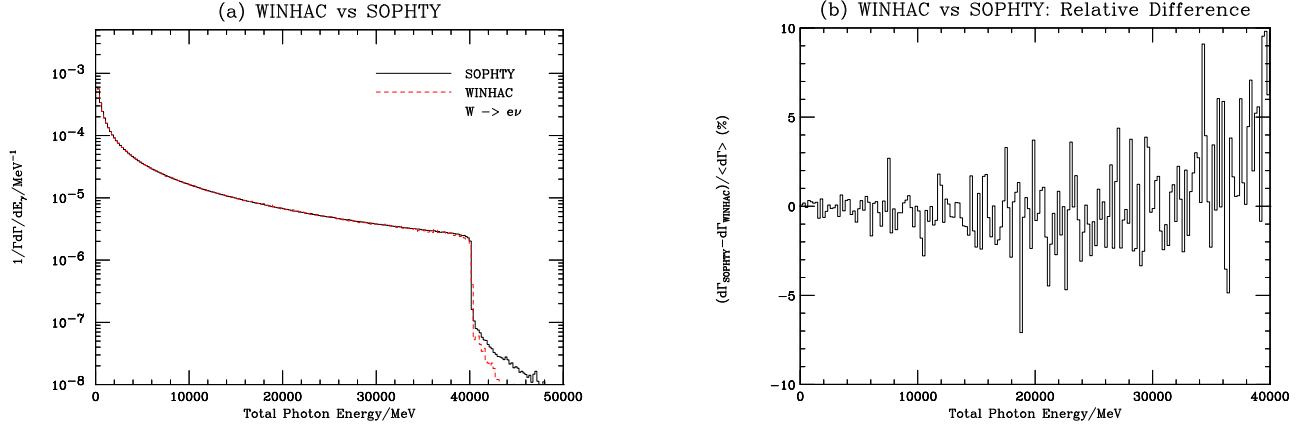 (a) WINHAC vs SOPHTY
1/ΓdΓ/dEγ/MeV⁻¹
10⁻³
10⁻⁴
10⁻⁵
10⁻⁶
10⁻⁷
10⁻⁸
SOPHTY
WINHAC
W -> eν
0 10000 20000 30000 40000 50000
Total Photon Energy/MeV
(b) WINHAC vs SOPHTY: Relative Difference
(dΓSOPHTY-dΓWINHAC)/<dΓ> (%)
10
5
0
-5
-10
0 10000 20000 30000 40000
Total Photon Energy/MeV